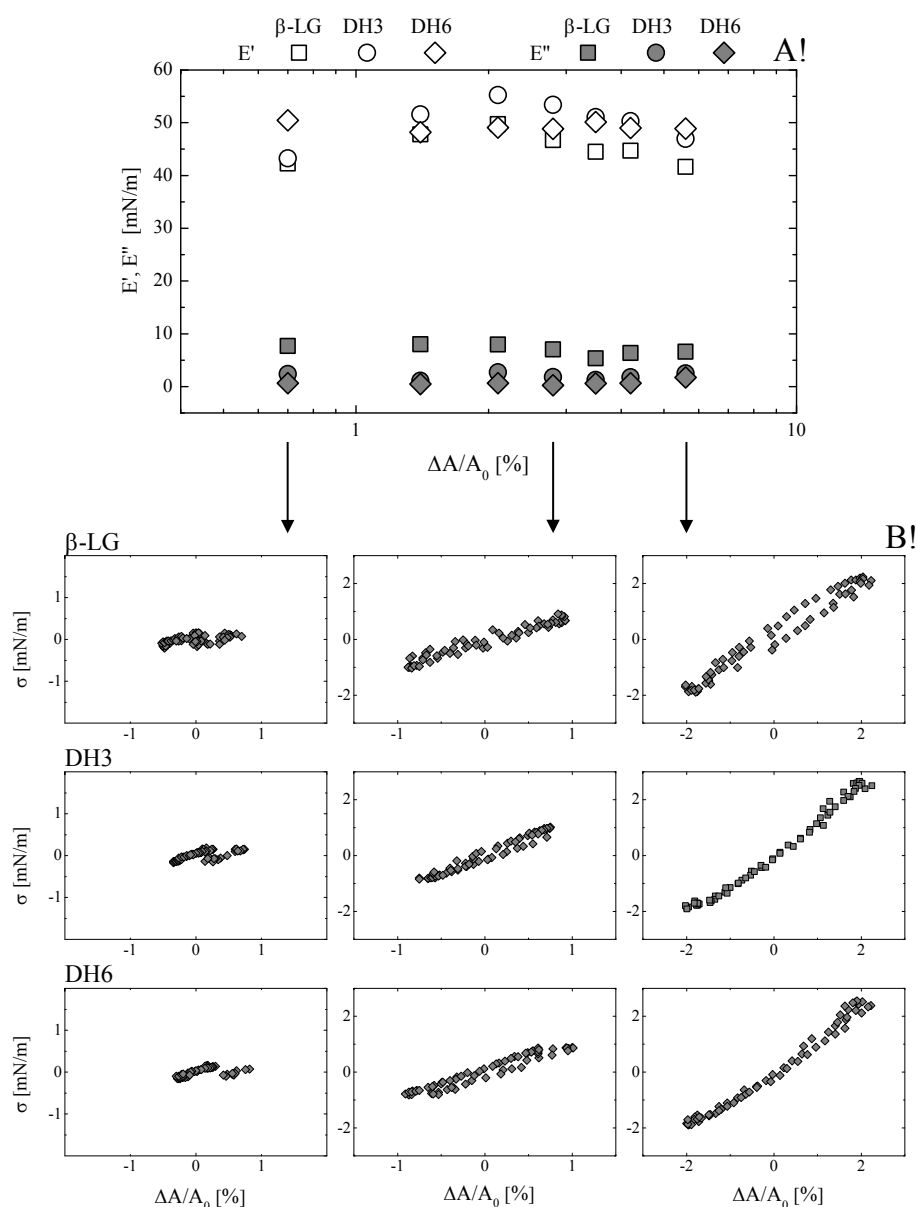 β-LG DH3 DH6 β-LG DH3 DH6
E' E'' A!
60
50
40
30
20
10
0
E', E'' [mN/m]
1 10
ΔA/A0 [%]
β-LG B!
σ [mN/m]
1
0
-1
-1 0 1
2
0
-2
-1 0 1
2
0
-2
-2 0 2
DH3
σ [mN/m]
1
0
-1
-1 0 1
2
0
-2
-1 0 1
2
0
-2
-2 0 2
DH6
σ [mN/m]
1
0
-1
-1 0 1
2
0
-2
-1 0 1
2
0
-2
-2 0 2
ΔA/A0 [%] ΔA/A0 [%] ΔA/A0 [%]